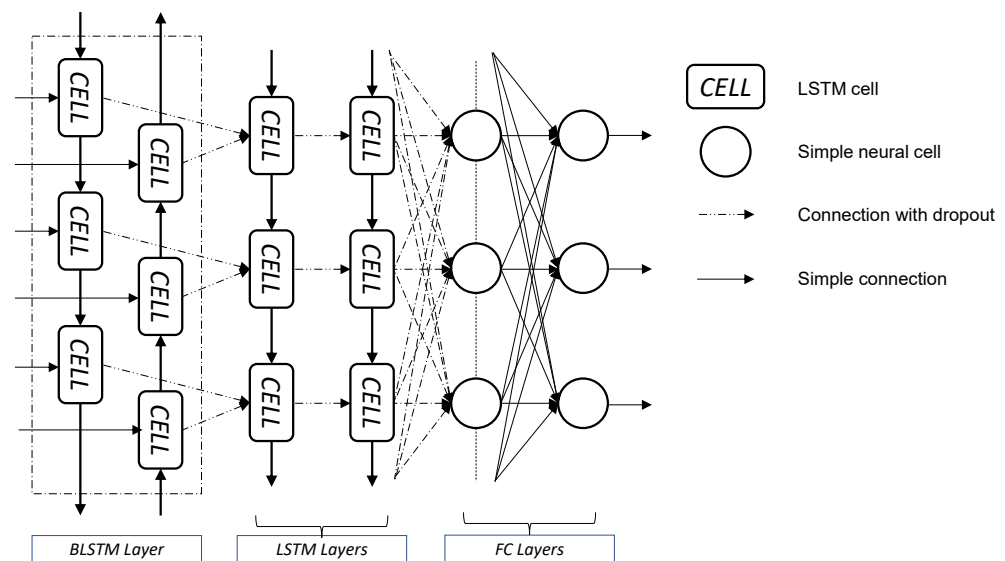 CELL
CELL
CELL
CELL
CELL
CELL
CELL
CELL
CELL
CELL
CELL
CELL
CELL
LSTM cell
Simple neural cell
Connection with dropout
Simple connection
BLSTM Layer
LSTM Layers
FC Layers